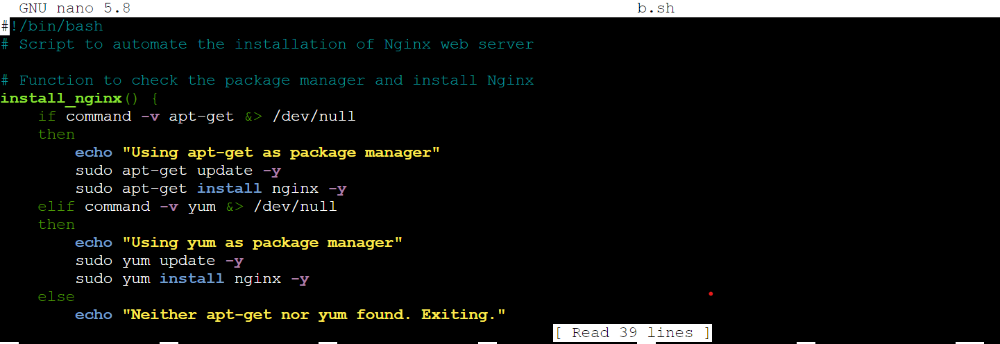 GNU nano 5.8 b.sh
#!/bin/bash
# Script to automate the installation of Nginx web server
# Function to check the package manager and install Nginx
install_nginx() {
if command -v apt-get &> /dev/null
then
echo "Using apt-get as package manager"
sudo apt-get update -y
sudo apt-get install nginx -y
elif command -v yum &> /dev/null
then
echo "Using yum as package manager"
sudo yum update -y
sudo yum install nginx -y
else
echo "Neither apt-get nor yum found. Exiting."
[ Read 39 lines ]